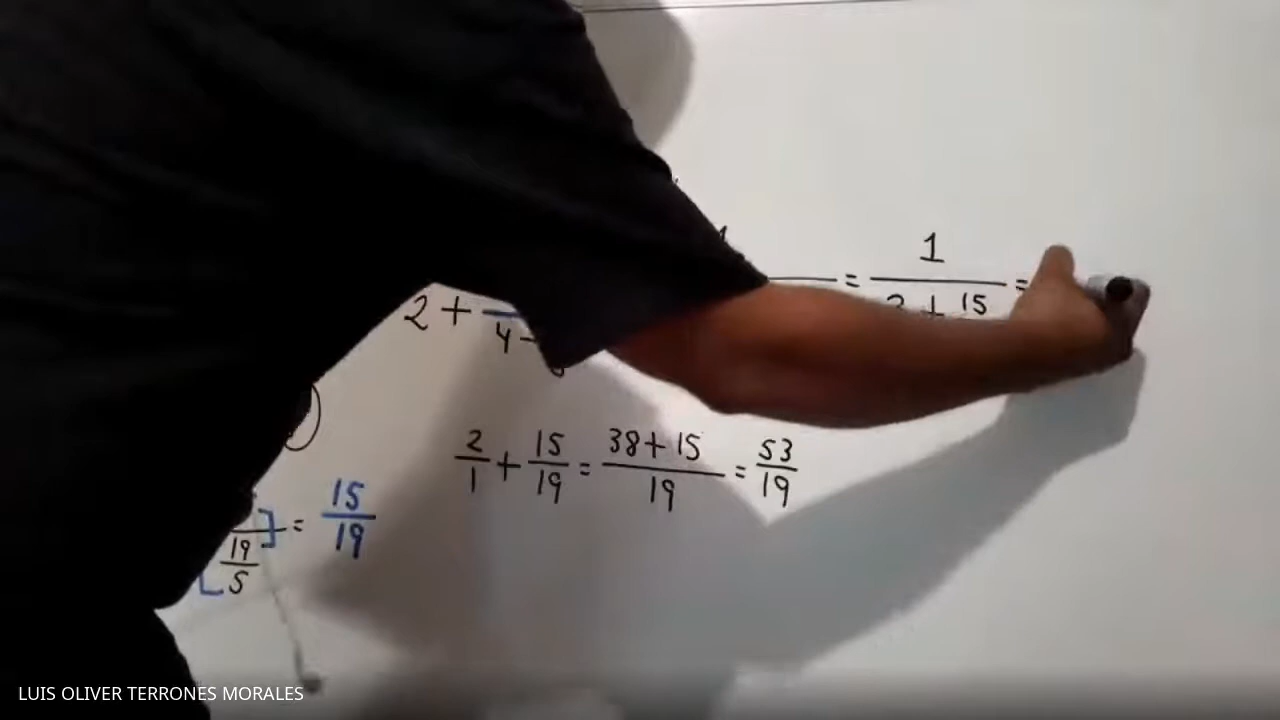 1
= ─ =
2 + 15
2 +
4 -
2/1 + 15/19 = (38+15)/19 = 53/19
19/5 ] = 15/19
LUIS OLIVER TERRONES MORALES